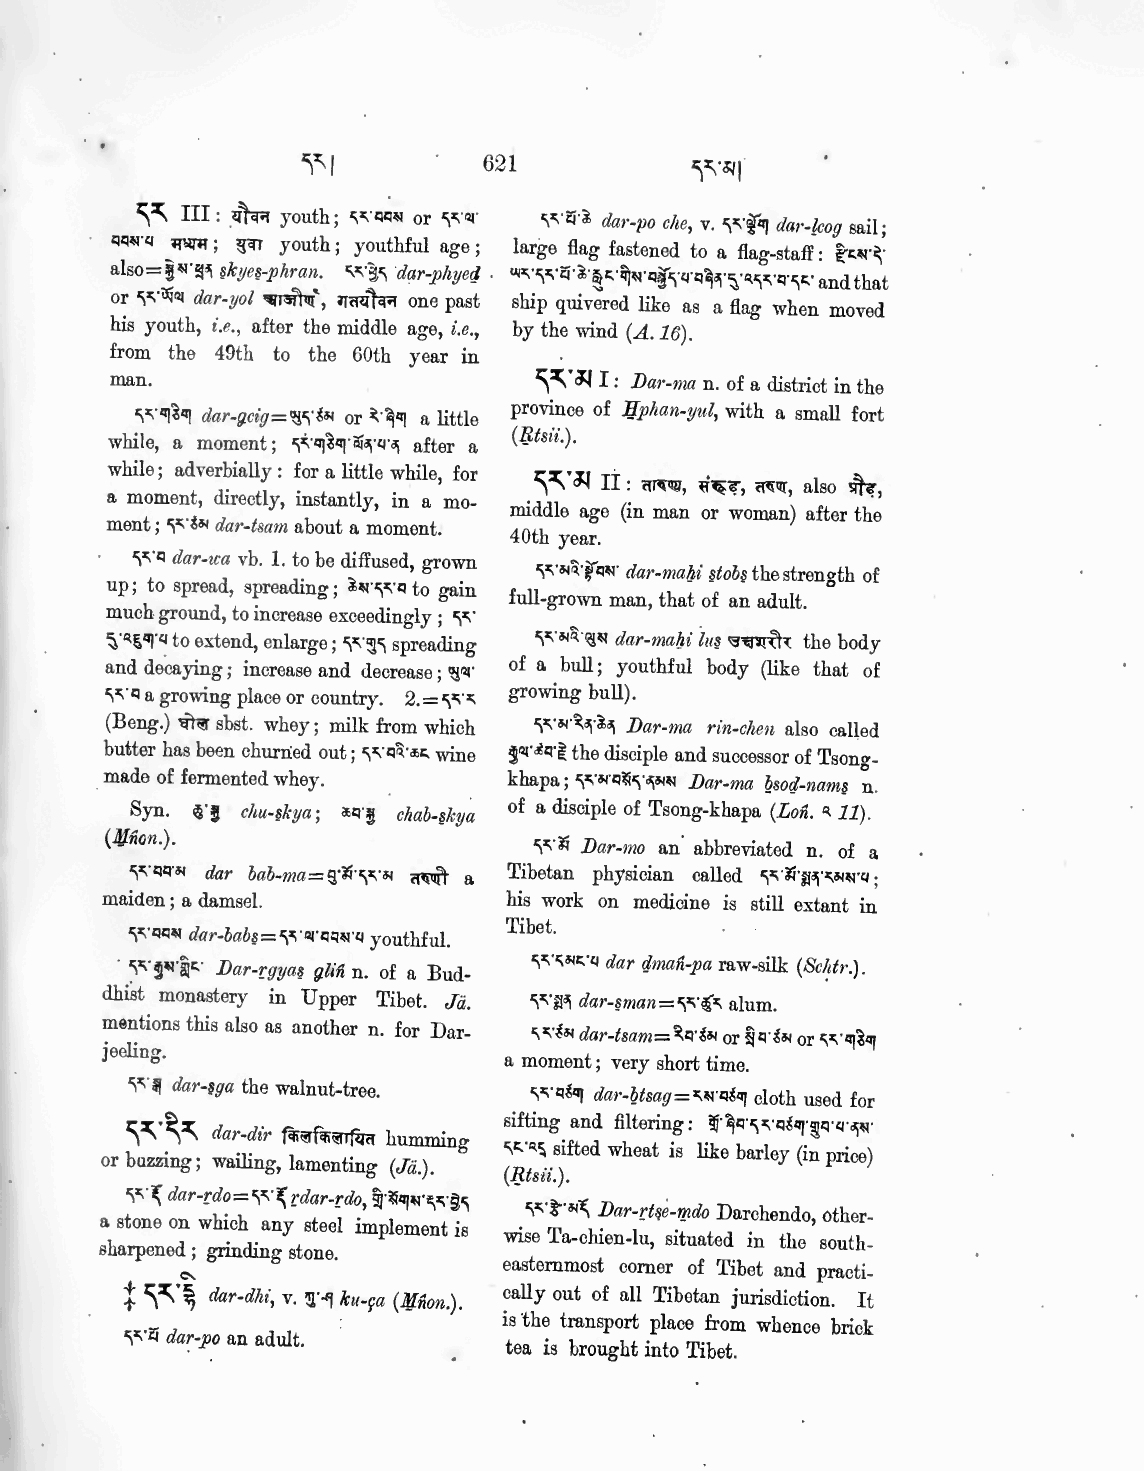 དར།
621
དར་མ།
དར III: यौवन youth; དར་བབས or དར་ལ་
བབས་པ मध्यम; युवा youth; youthful age;
also=སྐྱེས་ཕྲན skyes-phran. དར་ཕྱེད dar-phyed
or དར་ཡོལ dar-yol गतयौवन one past
his youth, i.e., after the middle age, i.e.,
from the 49th to the 60th year in
man.
དར་གཅིག dar-gcig=ཡུད་ཙམ or རེ་ཞིག a little
while, a moment; དར་གཅིག་ལོན་པ་ན after a
while; adverbially: for a little while, for
a moment, directly, instantly, in a mo-
ment; དར་ཙམ dar-tsam about a moment.
དར་བ dar-wa vb. 1. to be diffused, grown
up; to spread, spreading; ཆེས་དར་བ to gain
much ground, to increase exceedingly; དར་
དུ་འཇུག་པ to extend, enlarge; དར་གུད spreading
and decaying; increase and decrease; ཡུལ་
དར་བ a growing place or country. 2.=དར་ར
(Beng.) घोल sbst. whey; milk from which
butter has been churned out; དར་བའི་ཆང wine
made of fermented whey.
Syn. ཆུ་སྐྱ chu-skya; ཆབ་སྐྱ chab-skya
(Mṅon.).
དར་བབ་མ dar bab-ma=བུ་མོ་དར་མ तरुणी a
maiden; a damsel.
དར་བབས dar-babs=དར་ལ་བབས་པ youthful.
དར་རྒྱས་གླིང་ Dar-rgyas gliṅ n. of a Bud-
dhist monastery in Upper Tibet. Jä.
mentions this also as another n. for Dar-
jeeling.
དར་སྒ dar-sga the walnut-tree.
དར་དིར dar-dir किलकिलायित humming
or buzzing; wailing, lamenting (Jä.).
དར་རྡོ dar-rdo=དར་རྡོ rdar-rdo, གྲི་སོགས་རྡར་བྱེད
a stone on which any steel implement is
sharpened; grinding stone.
‡ དར་དྷི dar-dhi, v. ཀུ་ཤ ku-ça (Mṅon.).
དར་པོ dar-po an adult.
དར་པོ་ཆེ dar-po che, v. དར་ལྕོག dar-lcog sail;
large flag fastened to a flag-staff: རྫིངས་དེ་
ཡར་དར་པོ་ཆེ་རླུང་གིས་བསྐྱོད་པ་བཞིན་དུ་འདར་བ་དང་ and that
ship quivered like as a flag when moved
by the wind (A. 16).
དར་མ I: Dar-ma n. of a district in the
province of Ḥphan-yul, with a small fort
(Rtsii.).
དར་མ II: तारुण्य, तरुण, also प्रौढ़,
middle age (in man or woman) after the
40th year.
དར་མའི་སྟོབས་ dar-maḥi stobs the strength of
full-grown man, that of an adult.
དར་མའི་ལུས dar-maḥi lus उक्षशरीर the body
of a bull; youthful body (like that of
growing bull).
དར་མ་རིན་ཆེན Dar-ma rin-chen also called
རྒྱལ་ཚབ་རྗེ the disciple and successor of Tsong-
khapa; དར་མ་བསོད་ནམས Dar-ma bsod-nams n.
of a disciple of Tsong-khapa (Loṅ. ༢ 11).
དར་མོ Dar-mo an abbreviated n. of a
Tibetan physician called དར་མོ་སྨན་རམས་པ;
his work on medicine is still extant in
Tibet.
དར་དམང་པ dar dmaṅ-pa raw-silk (Schtr.).
དར་སྨན dar-sman=དར་ཚུར alum.
དར་ཙམ dar-tsam=རིབ་ཙམ or སྐྲིབ་ཙམ or དར་གཅིག
a moment; very short time.
དར་བཙག dar-btsag=རས་བཙག cloth used for
sifting and filtering: གྲོ་ཞིབ་དར་བཙག་རྒྱབ་པ་ནས་
དང་འདྲ sifted wheat is like barley (in price)
(Rtsii.).
དར་རྩེ་མདོ Dar-rtse-mdo Darchendo, other-
wise Ta-chien-lu, situated in the south-
easternmost corner of Tibet and practi-
cally out of all Tibetan jurisdiction. It
is the transport place from whence brick
tea is brought into Tibet.